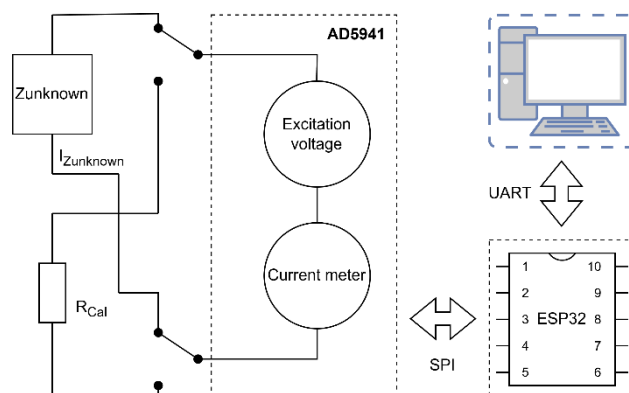 AD5941
Zunknown
Excitation
voltage
IZunknown
UART
Current meter
RCal
SPI
ESP32
1 10
2 9
3 8
4 7
5 6